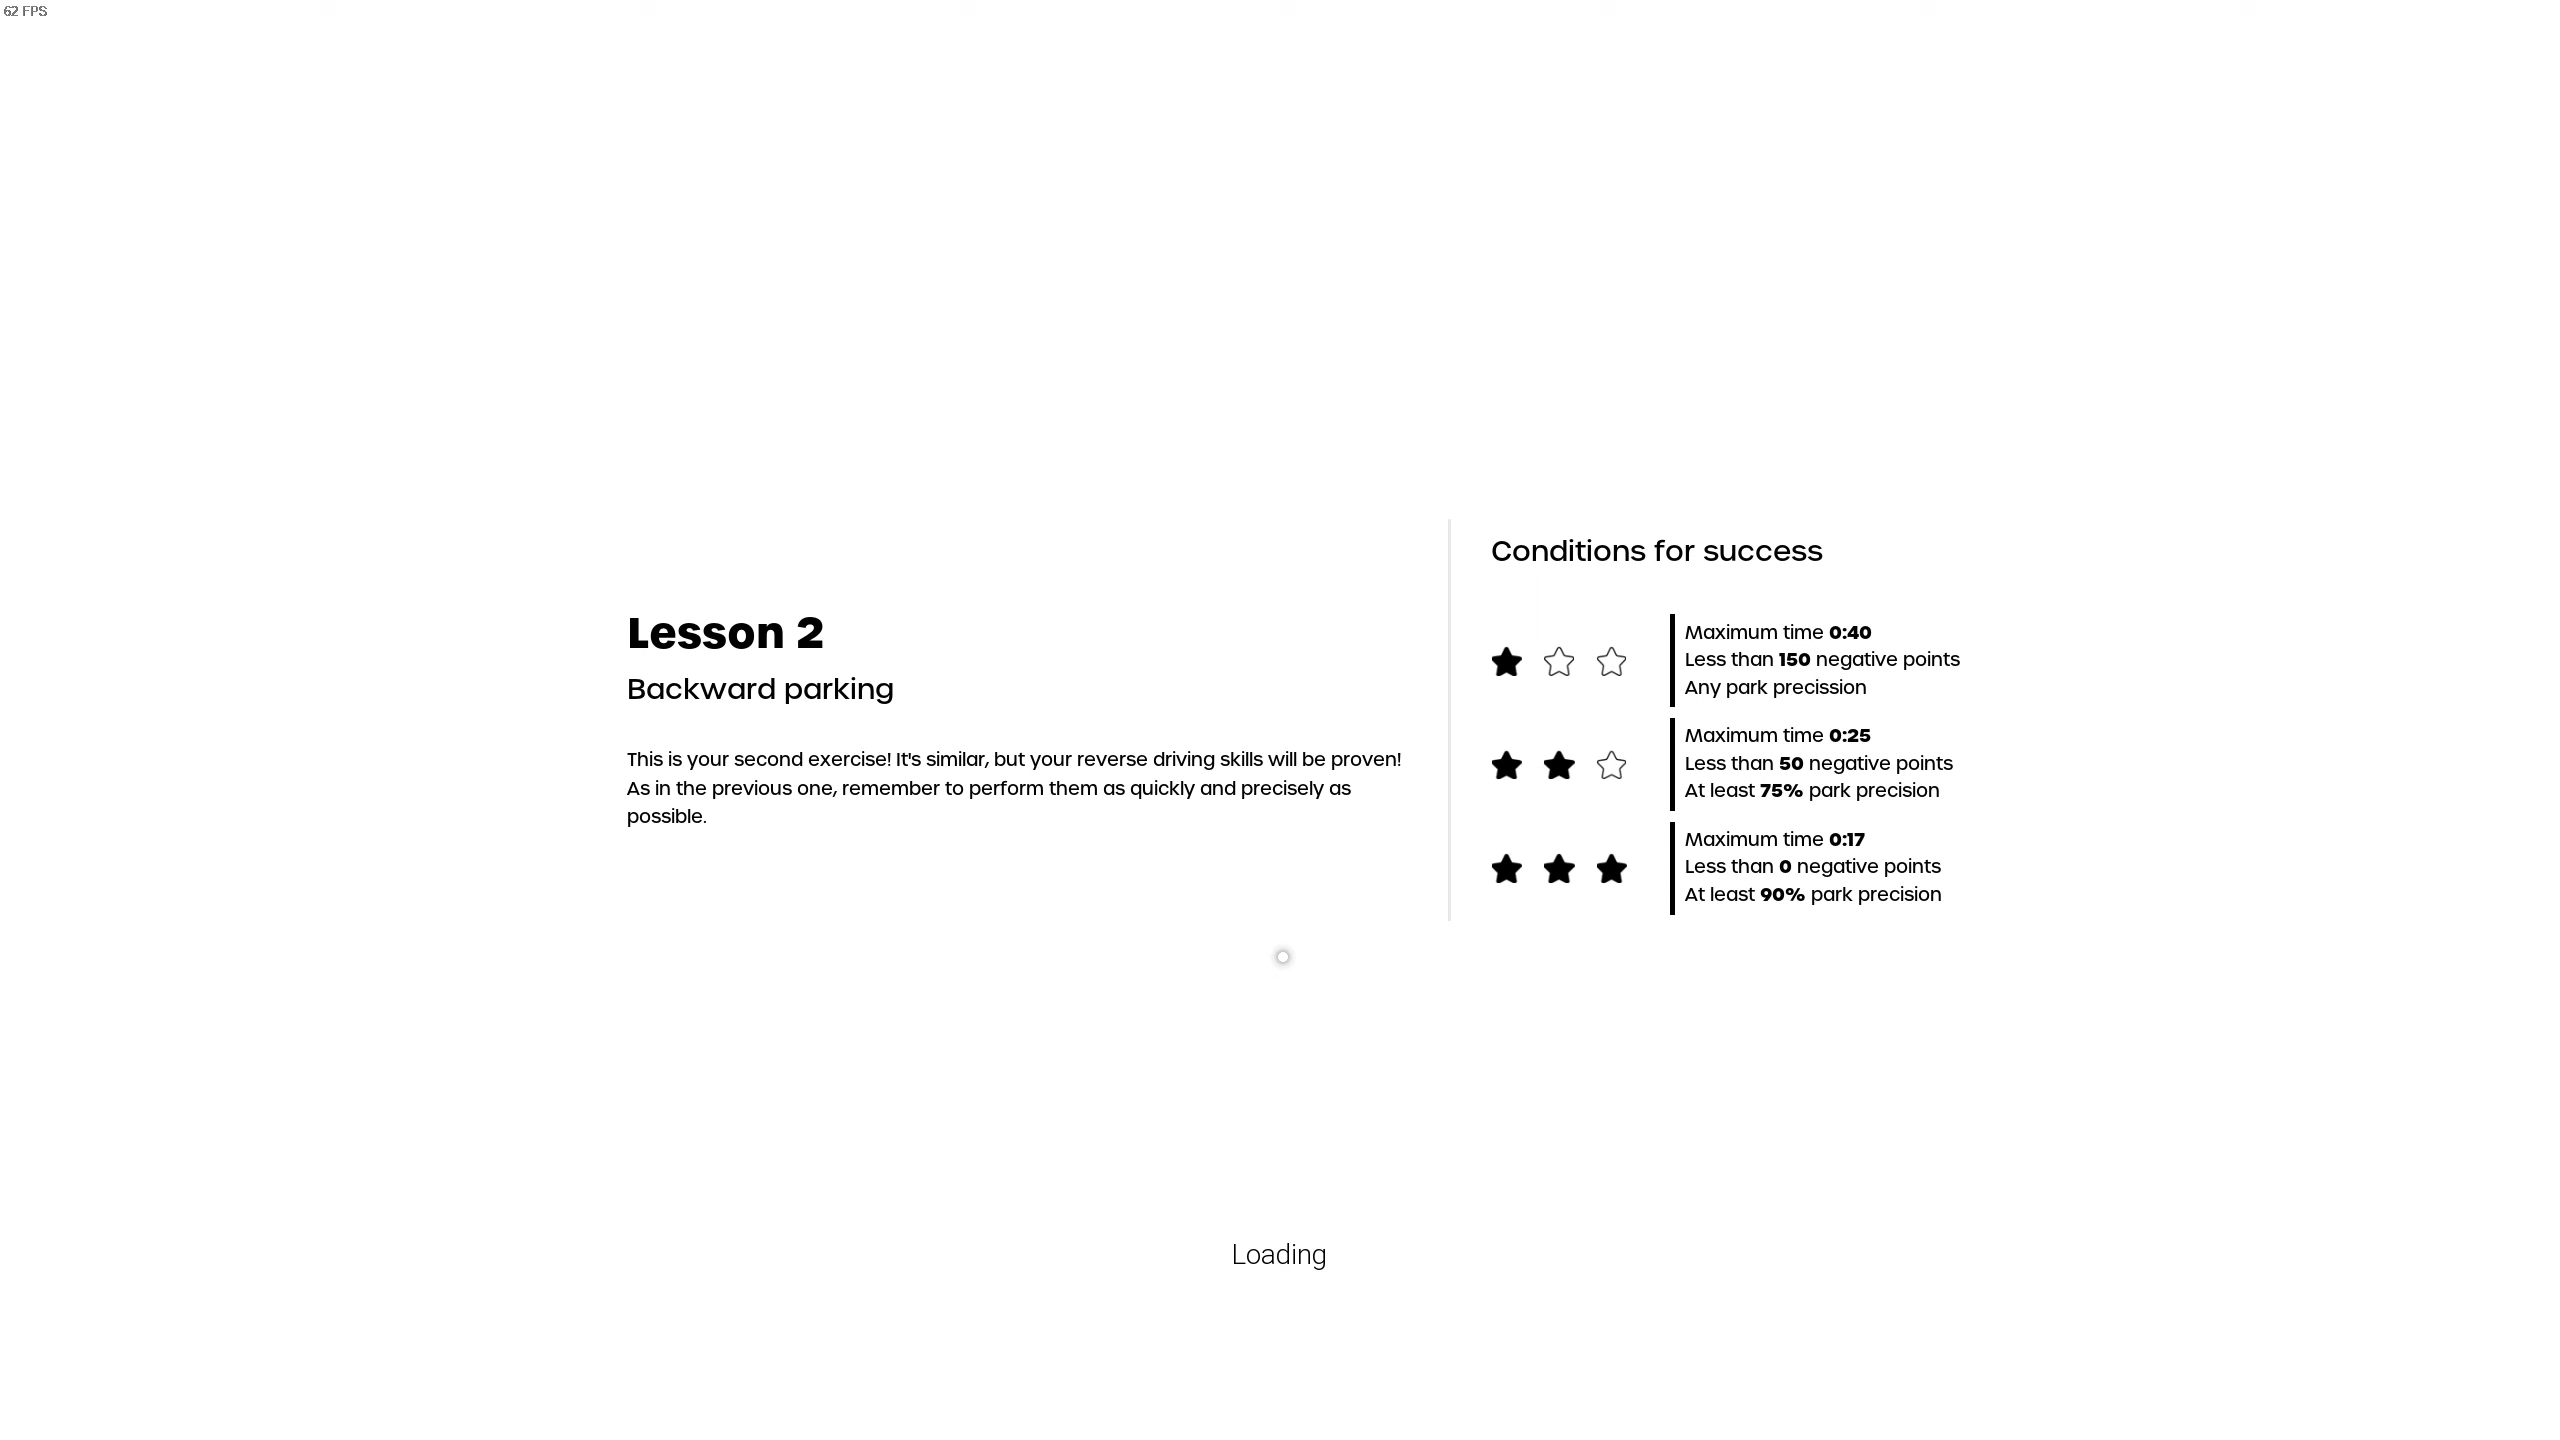 62 FPS
Lesson 2
Backward parking
This is your second exercise! It's similar, but your reverse driving skills will be proven!
As in the previous one, remember to perform them as quickly and precisely as
possible.
Conditions for success
Maximum time 0:40
Less than 150 negative points
Any park precission
Maximum time 0:25
Less than 50 negative points
At least 75% park precision
Maximum time 0:17
Less than 0 negative points
At least 90% park precision
Loading